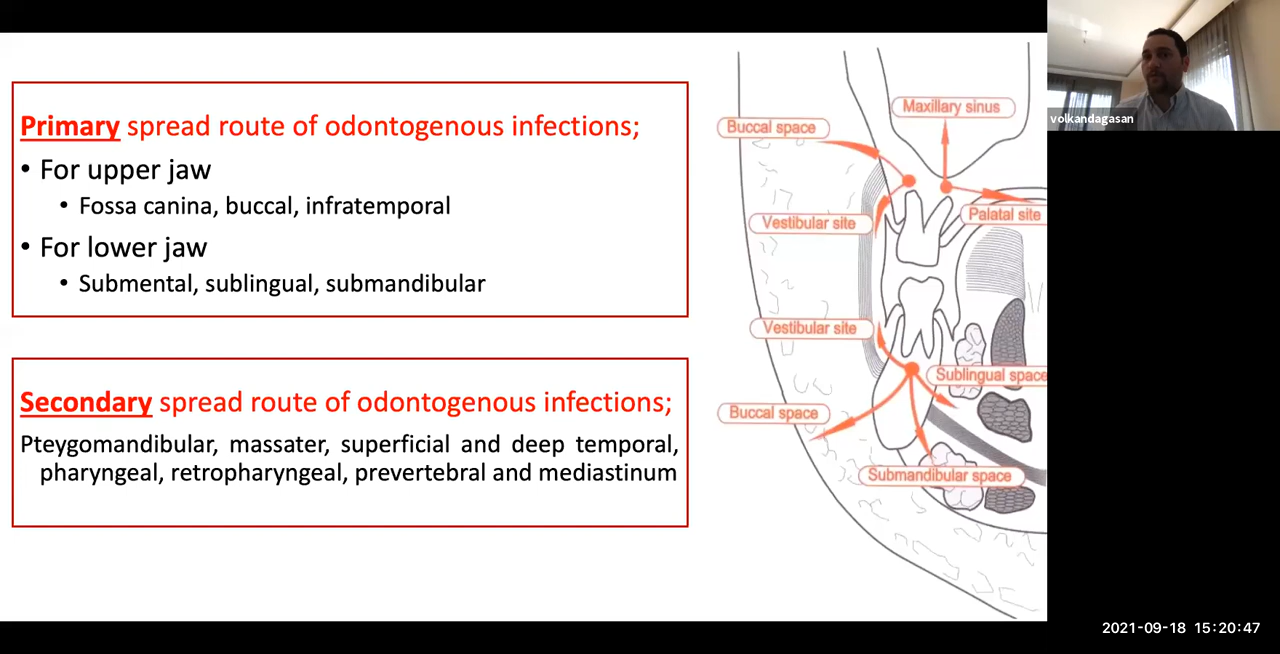 Primary spread route of odontogenous infections;
• For upper jaw
• Fossa canina, buccal, infratemporal
• For lower jaw
• Submental, sublingual, submandibular
Secondary spread route of odontogenous infections;
Pteygomandibular, massater, superficial and deep temporal,
pharyngeal, retropharyngeal, prevertebral and mediastinum
Maxillary sinus
Buccal space
Vestibular site
Palatal site
Vestibular site
Sublingual space
Buccal space
Submandibular space
volkandagasan
2021-09-18 15:20:47